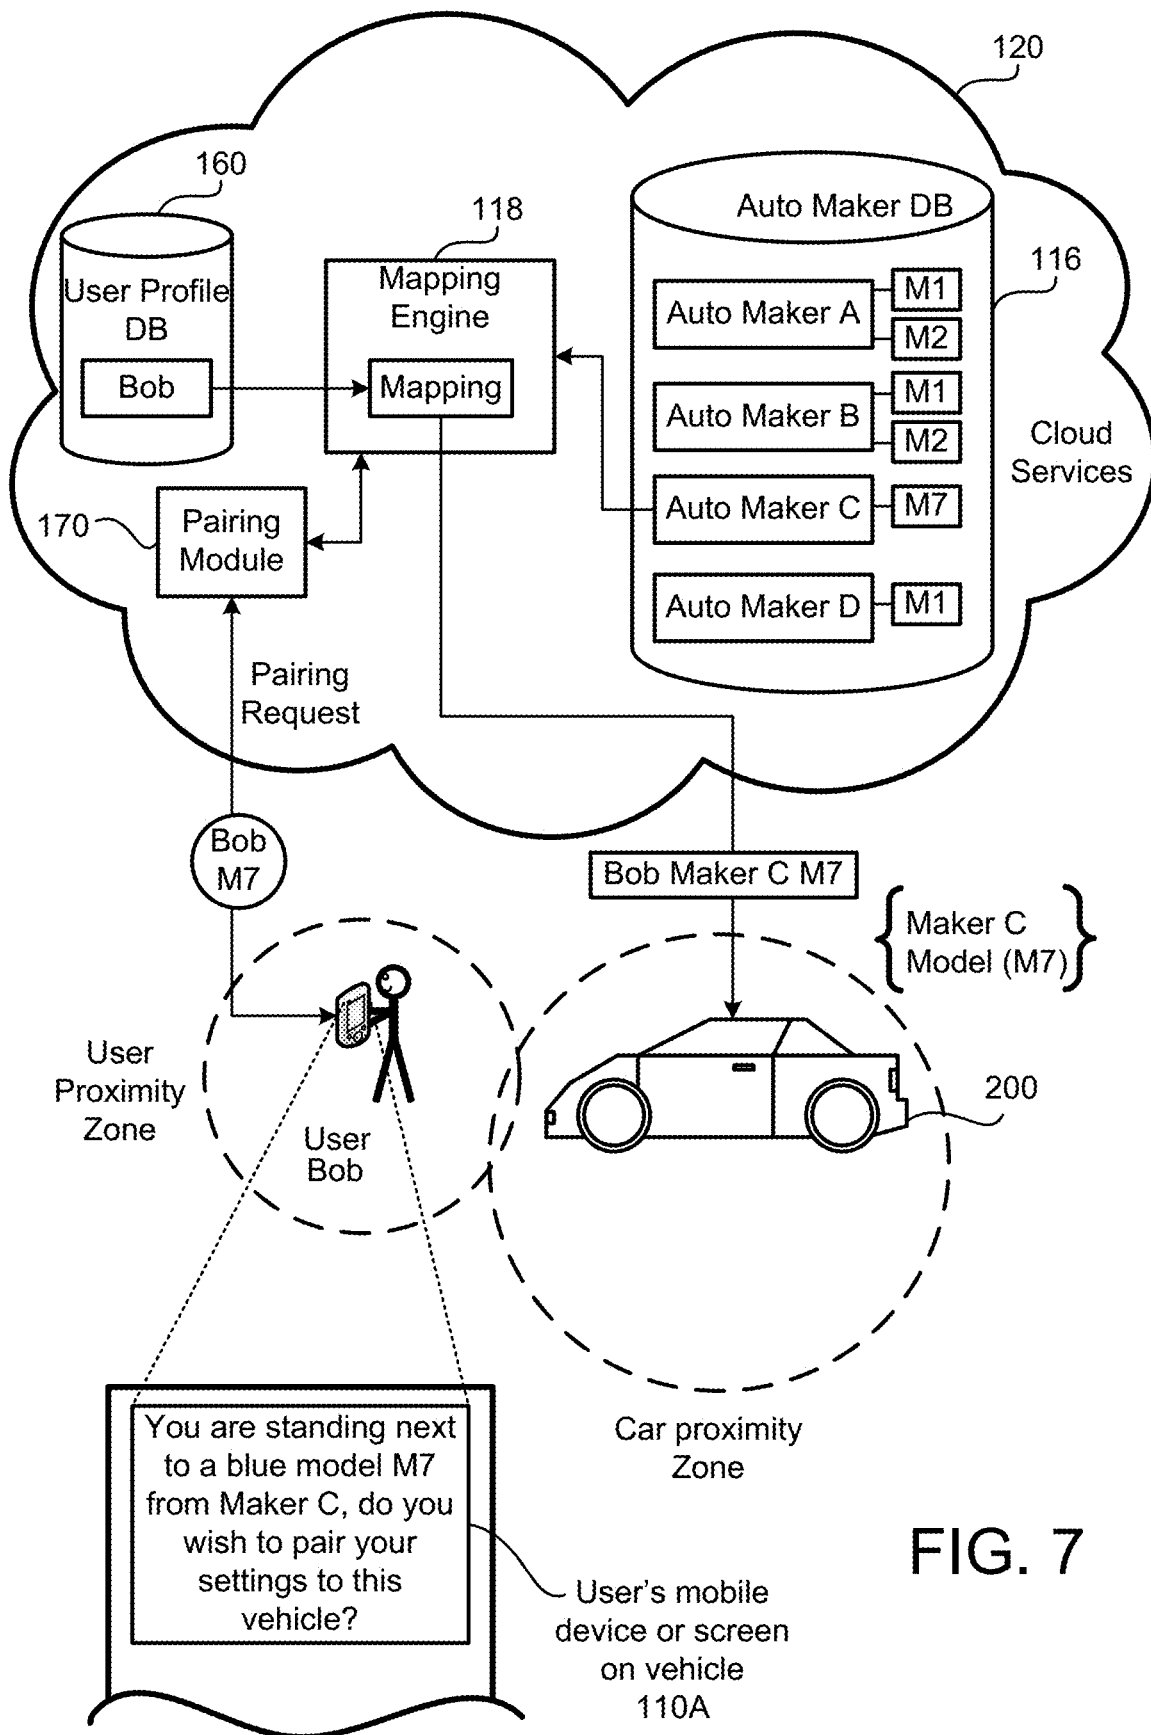 120
160
118
Auto Maker DB
116
User Profile
DB
Bob
Mapping
Engine
Mapping
Auto Maker A
M1
M2
Auto Maker B
M1
M2
Auto Maker C
M7
Auto Maker D
M1
Cloud
Services
170
Pairing
Module
Pairing
Request
Bob
M7
Bob Maker C M7
Maker C
Model (M7)
User
Proximity
Zone
User
Bob
200
Car proximity
Zone
You are standing next
to a blue model M7
from Maker C, do you
wish to pair your
settings to this
vehicle?
User's mobile
device or screen
on vehicle
110A
FIG. 7